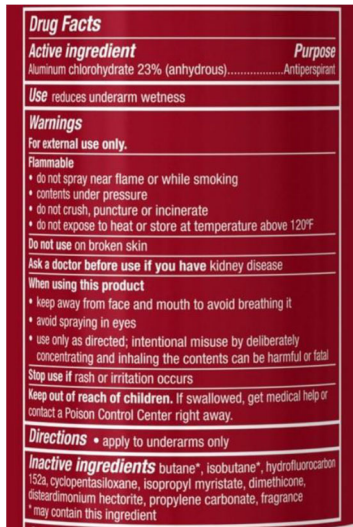 Drug Facts
Active ingredient Purpose
Aluminum chlorohydrate 23% (anhydrous)....................Antiperspirant
Use reduces underarm wetness
Warnings
For external use only.
Flammable
• do not spray near flame or while smoking
• contents under pressure
• do not crush, puncture or incinerate
• do not expose to heat or store at temperature above 120ºF
Do not use on broken skin
Ask a doctor before use if you have kidney disease
When using this product
• keep away from face and mouth to avoid breathing it
• avoid spraying in eyes
• use only as directed; intentional misuse by deliberately
concentrating and inhaling the contents can be harmful or fatal
Stop use if rash or irritation occurs
Keep out of reach of children. If swallowed, get medical help or
contact a Poison Control Center right away.
Directions • apply to underarms only
Inactive ingredients butane*, isobutane*, hydrofluorocarbon
152a, cyclopentasiloxane, isopropyl myristate, dimethicone,
disteardimonium hectorite, propylene carbonate, fragrance
* may contain this ingredient